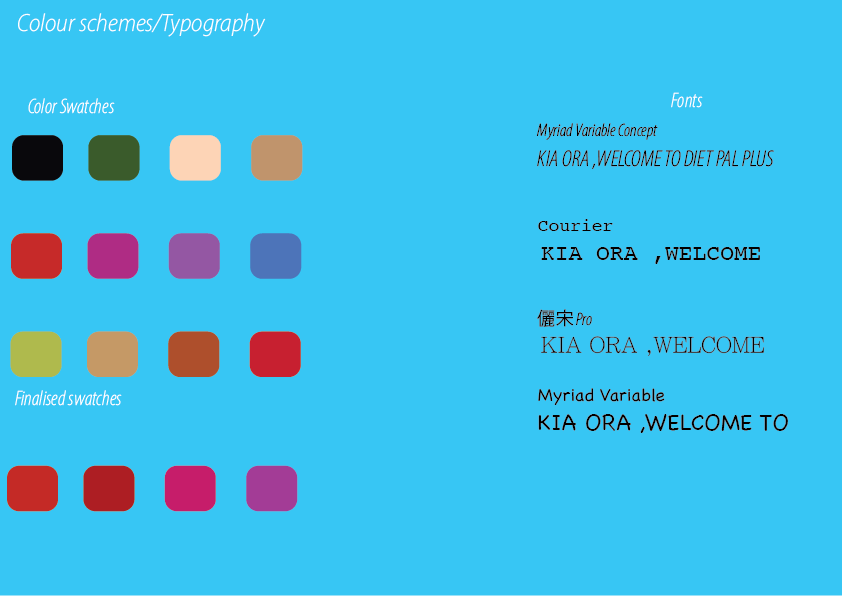 Colour schemes/Typography
Color Swatches
Finalised swatches
Fonts
Myriad Variable Concept
KIA ORA ,WELCOME TO DIET PAL PLUS
Courier
KIA ORA ,WELCOME
儷宋 Pro
KIA ORA ,WELCOME
Myriad Variable
KIA ORA ,WELCOME TO